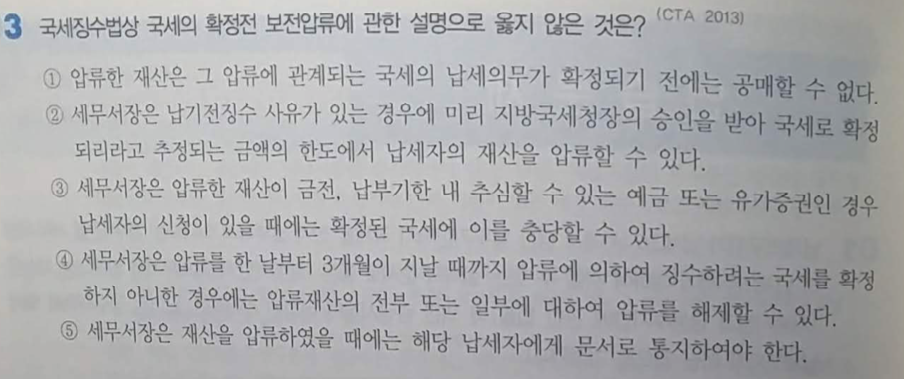 3 국세징수법상 국세의 확정전 보전압류에 관한 설명으로 옳지 않은 것은? (CTA 2013)
① 압류한 재산은 그 압류에 관계되는 국세의 납세의무가 확정되기 전에는 공매할 수 없다.
② 세무서장은 납기전징수 사유가 있는 경우에 미리 지방국세청장의 승인을 받아 국세로 확정
되리라고 추정되는 금액의 한도에서 납세자의 재산을 압류할 수 있다.
③ 세무서장은 압류한 재산이 금전, 납부기한 내 추심할 수 있는 예금 또는 유가증권인 경우
납세자의 신청이 있을 때에는 확정된 국세에 이를 충당할 수 있다.
④ 세무서장은 압류를 한 날부터 3개월이 지날 때까지 압류에 의하여 징수하려는 국세를 확정
하지 아니한 경우에는 압류재산의 전부 또는 일부에 대하여 압류를 해제할 수 있다.
⑤ 세무서장은 재산을 압류하였을 때에는 해당 납세자에게 문서로 통지하여야 한다.